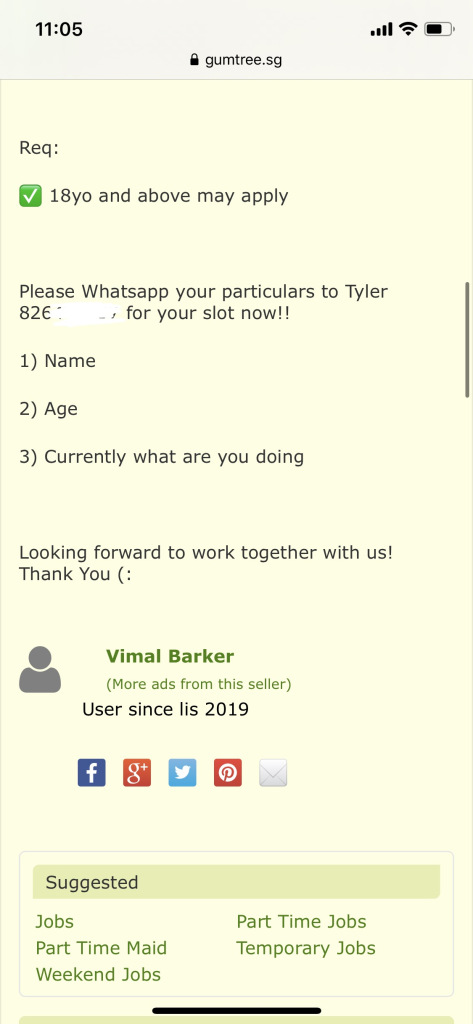 11:05
gumtree.sg
Req:
✅ 18yo and above may apply
Please Whatsapp your particulars to Tyler
826 for your slot now!!
1) Name
2) Age
3) Currently what are you doing
Looking forward to work together with us!
Thank You (:
Vimal Barker
(More ads from this seller)
User since lis 2019
Suggested
Jobs
Part Time Jobs
Part Time Maid
Temporary Jobs
Weekend Jobs